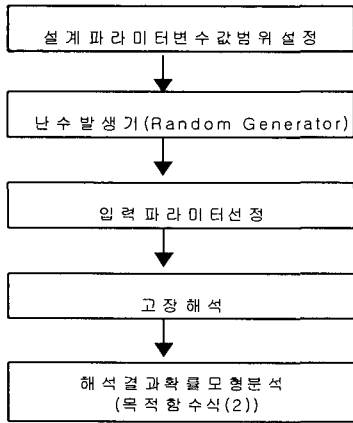 설계파라미터변수값범위설정
난수발생기(Random Generator)
입력파라미터선정
고장해석
해석결과확률모형분석
(목적함수식(2))